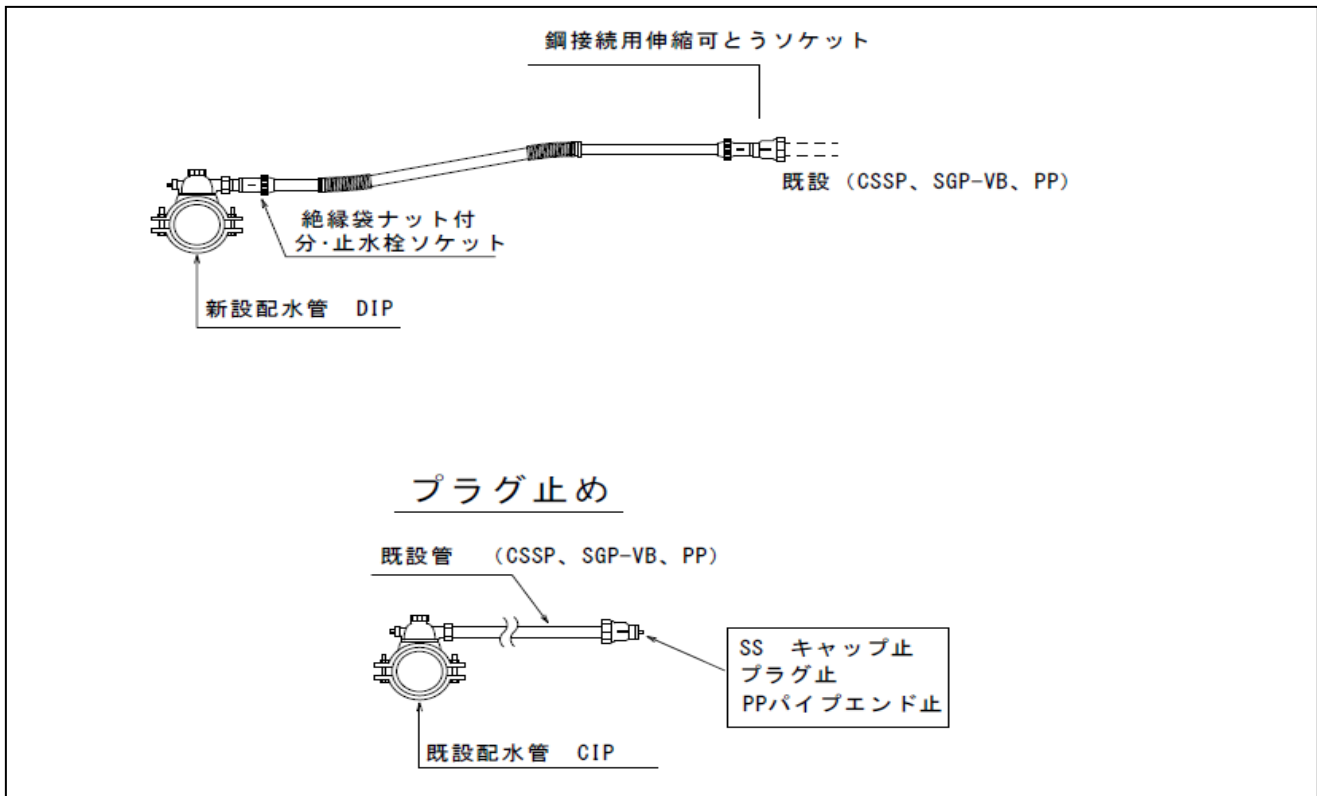 鋼接続用伸縮可とうソケット
既設（CSSP、SGP-VB、PP）
絶縁袋ナット付
分・止水栓ソケット
新設配水管　DIP
プラグ止め
既設管　（CSSP、SGP-VB、PP）
SS　キャップ止
プラグ止
PPパイプエンド止
既設配水管　CIP